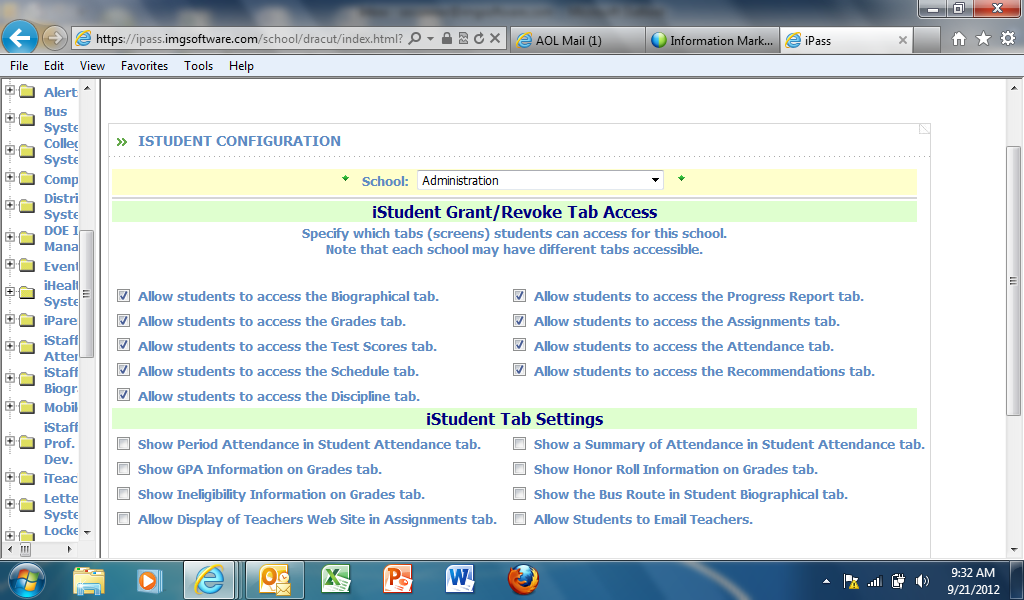 https://ipass.imgsoftware.com/school/dracut/index.html?
AOL Mail (1)
Information Mark...
iPass
File Edit View Favorites Tools Help
Alert
Bus
Syste
Colleg
Syste
Comp
Distri
Syste
DOE I
Mana
Event
iHeal
Syste
iPare
iStaff
Atter
iStaff
Biogr
Mobil
iStaff
Prof.
Dev.
iTeac
Lette
Syste
Locke
ISTUDENT CONFIGURATION
School: Administration
iStudent Grant/Revoke Tab Access
Specify which tabs (screens) students can access for this school.
Note that each school may have different tabs accessible.
Allow students to access the Biographical tab. Allow students to access the Progress Report tab.
Allow students to access the Grades tab. Allow students to access the Assignments tab.
Allow students to access the Test Scores tab. Allow students to access the Attendance tab.
Allow students to access the Schedule tab. Allow students to access the Recommendations tab.
Allow students to access the Discipline tab.
iStudent Tab Settings
Show Period Attendance in Student Attendance tab. Show a Summary of Attendance in Student Attendance tab.
Show GPA Information on Grades tab. Show Honor Roll Information on Grades tab.
Show Ineligibility Information on Grades tab. Show the Bus Route in Student Biographical tab.
Allow Display of Teachers Web Site in Assignments tab. Allow Students to Email Teachers.
9:32 AM
9/21/2012